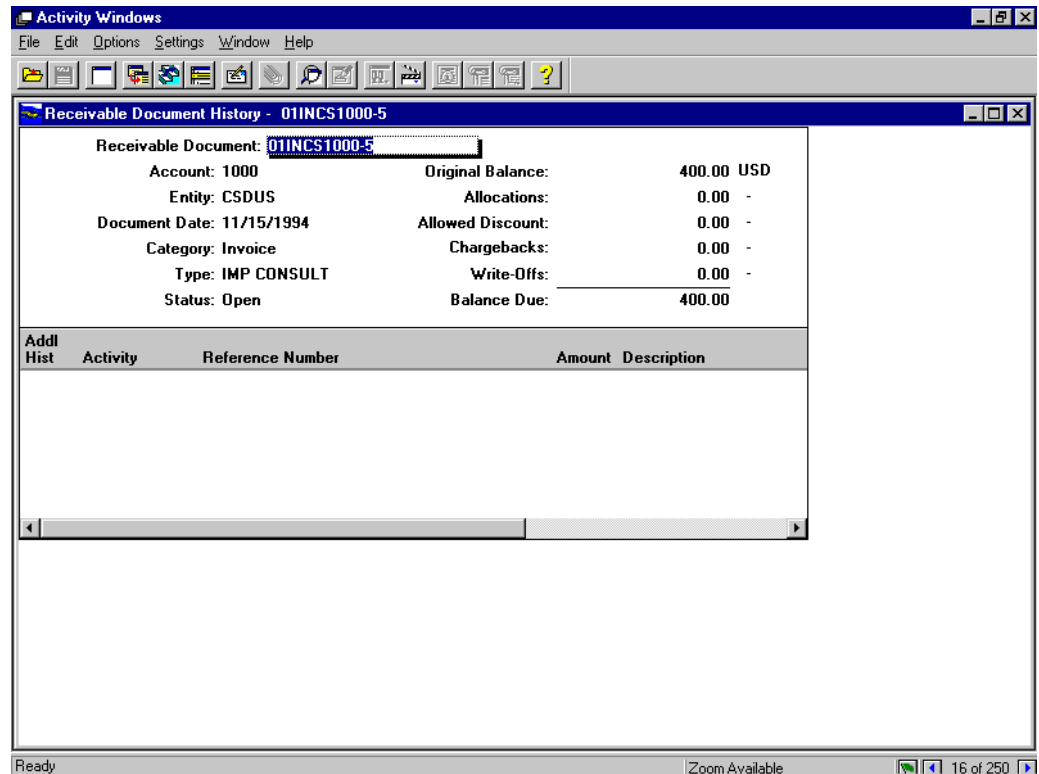 Activity Windows
File Edit Options Settings Window Help
Receivable Document History - 01INCS1000-5
Receivable Document: 01INCS1000-5
Account: 1000 Original Balance: 400.00 USD
Entity: CSDUS Allocations: 0.00 -
Document Date: 11/15/1994 Allowed Discount: 0.00 -
Category: Invoice Chargebacks: 0.00 -
Type: IMP CONSULT Write-Offs: 0.00 -
Status: Open Balance Due: 400.00
Addl
Hist Activity Reference Number Amount Description
Ready Zoom Available 16 of 250